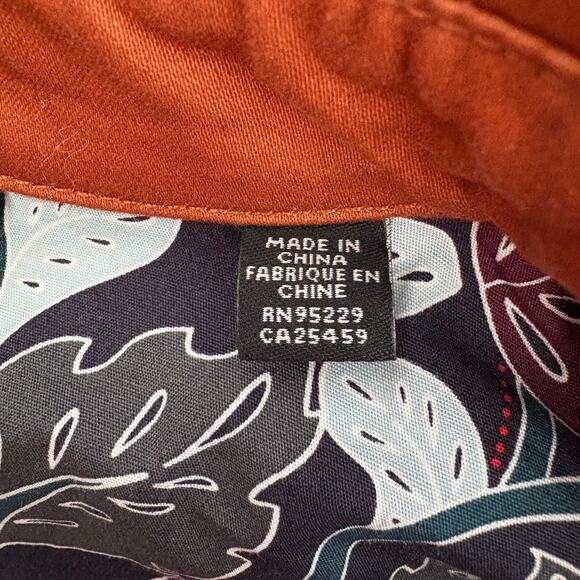 MADE IN
CHINA
FABRIQUE EN
CHINE
RN95229
CA25459